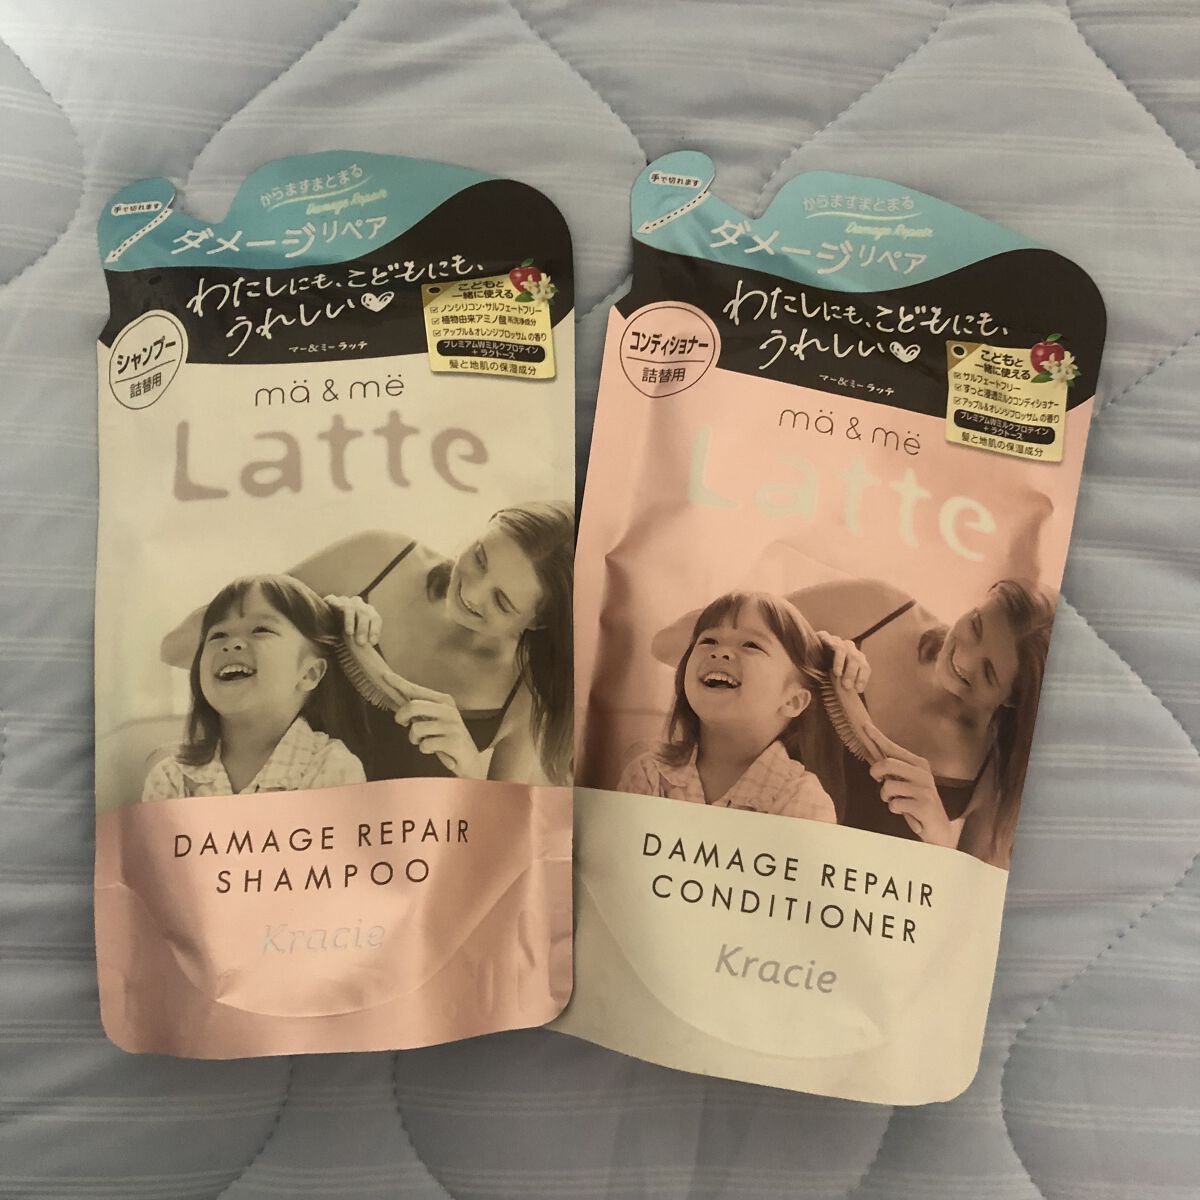 手で切れます
からますまとまる
Damage Repair
ダメージリペア
わたしにも、こどもにも、
うれしい♡
マー&ミー ラッテ
こどもと
一緒に使える
ノンシリコン・サルフェートフリー
植物由来アミノ酸系洗浄成分
アップル&オレンジブロッサムの香り
プレミアムWミルクプロテイン
+ラクトース
髪と地肌の保湿成分
シャンプー
詰替用
mä & më
Latte
DAMAGE REPAIR
SHAMPOO
Kracie
手で切れます
からますまとまる
Damage Repair
ダメージリペア
わたしにも、こどもにも、
うれしい♡
マー&ミー ラッテ
こどもと
一緒に使える
サルフェートフリー
すっと浸透ミルクコンディショナー
アップル&オレンジブロッサムの香り
プレミアムWミルクプロテイン
+ラクトース
髪と地肌の保湿成分
コンディショナー
詰替用
mä & më
Latte
DAMAGE REPAIR
CONDITIONER
Kracie